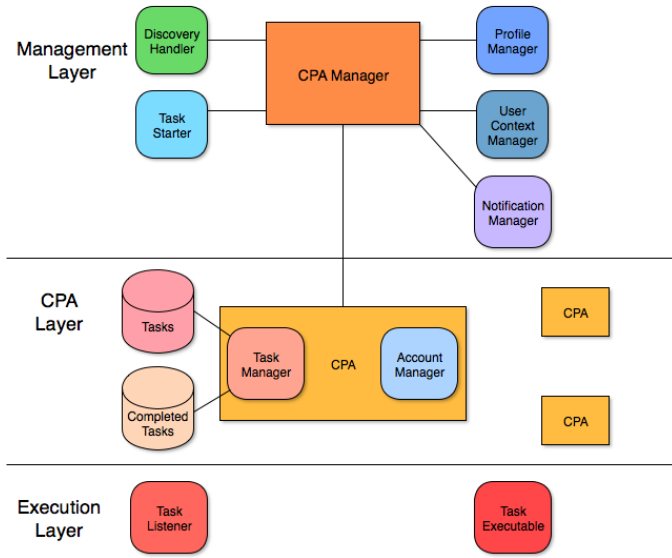 Management
Layer
Discovery
Handler
CPA Manager
Profile
Manager
Task
Starter
User
Context
Manager
Notification
Manager
CPA
Layer
Tasks
Completed
Tasks
Task
Manager
CPA
Account
Manager
CPA
CPA
Execution
Layer
Task
Listener
Task
Executable